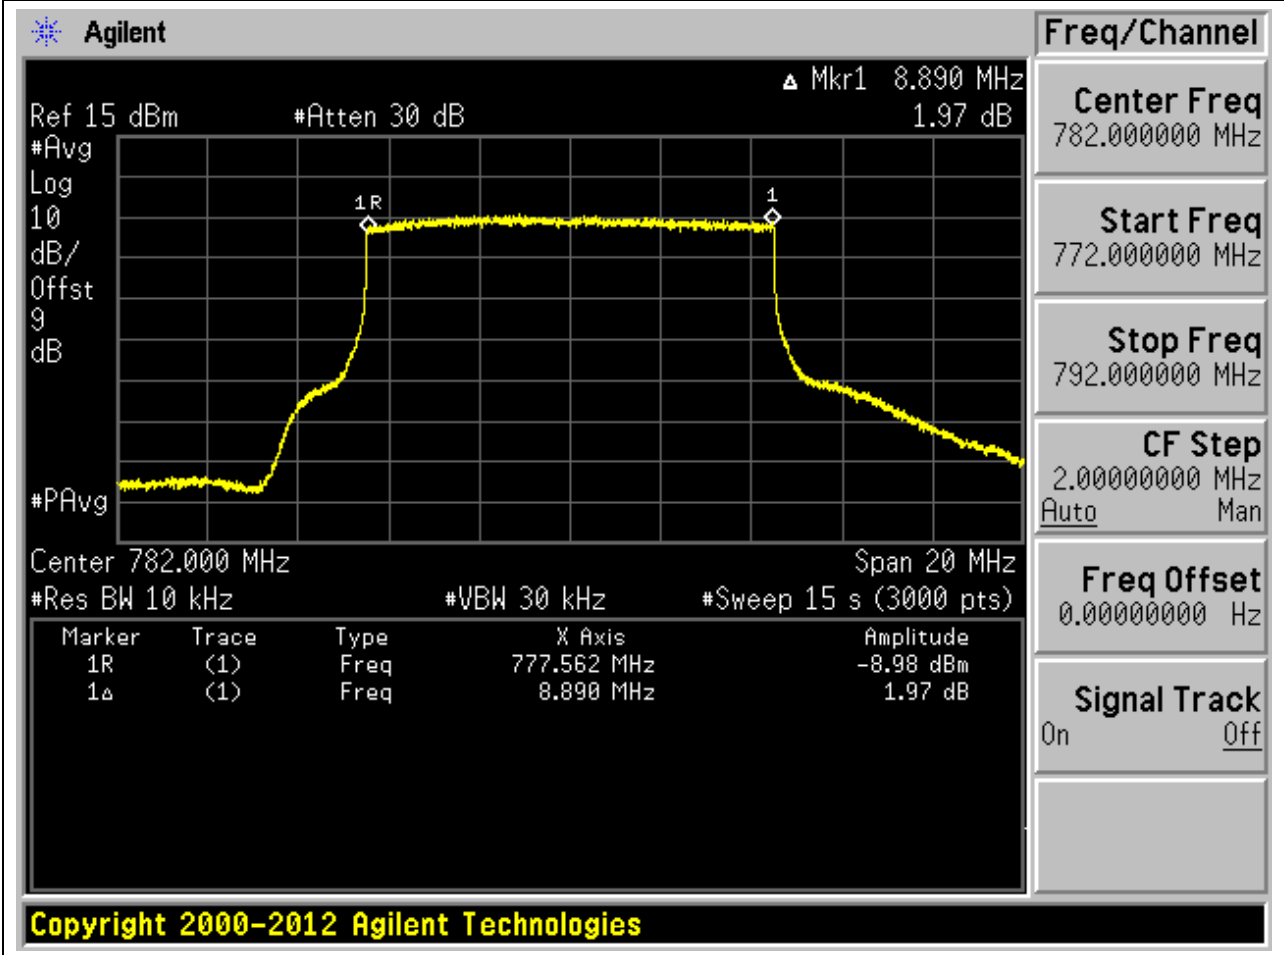 Agilent
Freq/Channel
Δ Mkr1 8.890 MHz
Ref 15 dBm #Atten 30 dB 1.97 dB
#Avg
Log
10
dB/
Offst
9
dB
#PAvg
1R
1
Center 782.000 MHz Span 20 MHz
#Res BW 10 kHz #VBW 30 kHz #Sweep 15 s (3000 pts)
Marker Trace Type X Axis Amplitude
1R (1) Freq 777.562 MHz -8.98 dBm
1Δ (1) Freq 8.890 MHz 1.97 dB
Center Freq
782.000000 MHz
Start Freq
772.000000 MHz
Stop Freq
792.000000 MHz
CF Step
2.00000000 MHz
Auto Man
Freq Offset
0.00000000 Hz
Signal Track
On Off
Copyright 2000-2012 Agilent Technologies